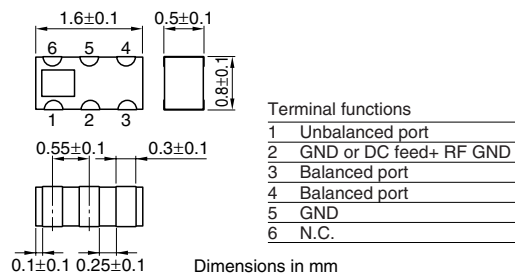 1.6±0.1
0.5±0.1
6 5 4
0.8±0.1
1 2 3
0.55±0.1
0.3±0.1
0.1±0.1
0.25±0.1
Dimensions in mm
Terminal functions
1 Unbalanced port
2 GND or DC feed+ RF GND
3 Balanced port
4 Balanced port
5 GND
6 N.C.